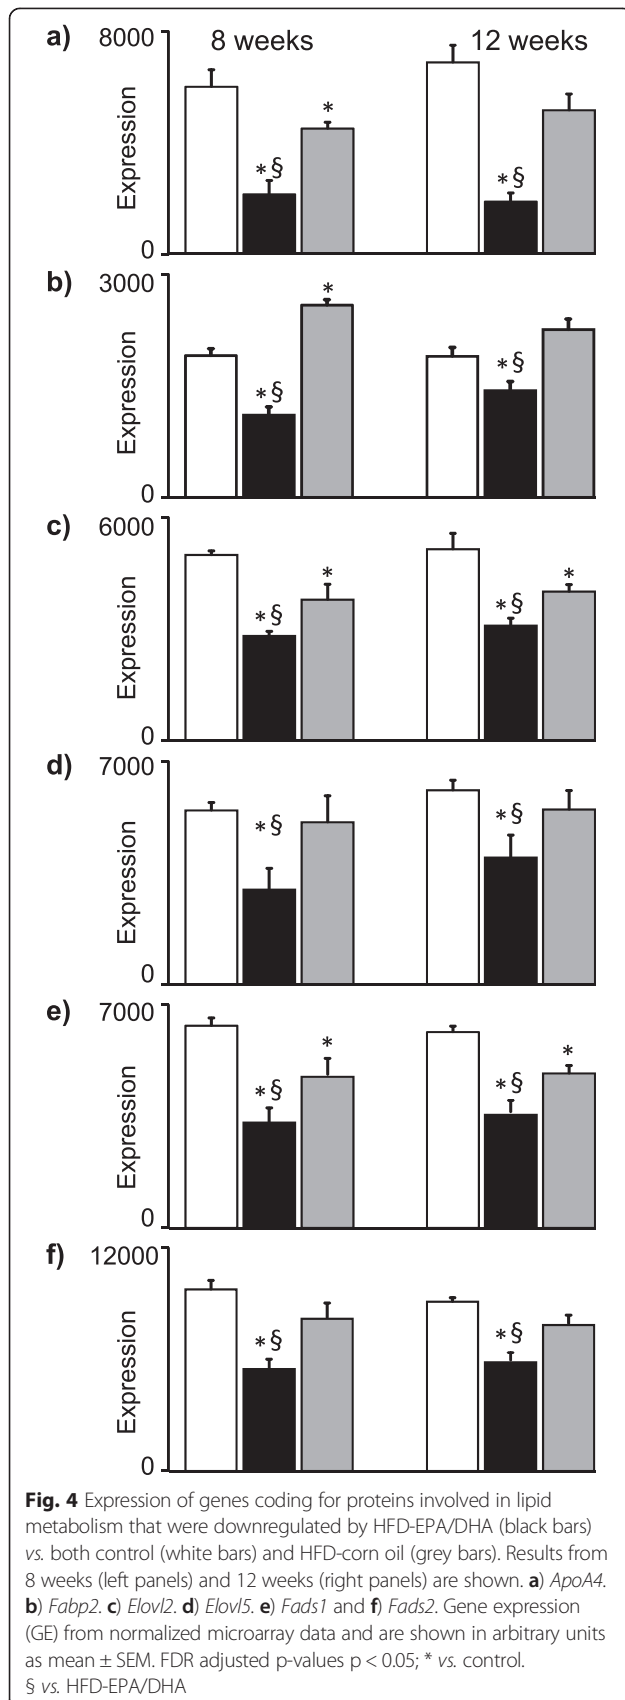 a) 8000 8 weeks 12 weeks
*
*§ *§
Expression
0
b) 3000
*
*§ *§
Expression
0
c) 6000
* *
*§ *§
Expression
0
d) 7000
*§ *§
Expression
0
e) 7000
* *
*§ *§
Expression
0
f) 12000
*§ *§
Expression
0
Fig. 4 Expression of genes coding for proteins involved in lipid
metabolism that were downregulated by HFD-EPA/DHA (black bars)
vs. both control (white bars) and HFD-corn oil (grey bars). Results from
8 weeks (left panels) and 12 weeks (right panels) are shown. a) ApoA4.
b) Fabp2. c) Elovl2. d) Elovl5. e) Fads1 and f) Fads2. Gene expression
(GE) from normalized microarray data and are shown in arbitrary units
as mean ± SEM. FDR adjusted p-values p < 0.05; * vs. control.
§ vs. HFD-EPA/DHA